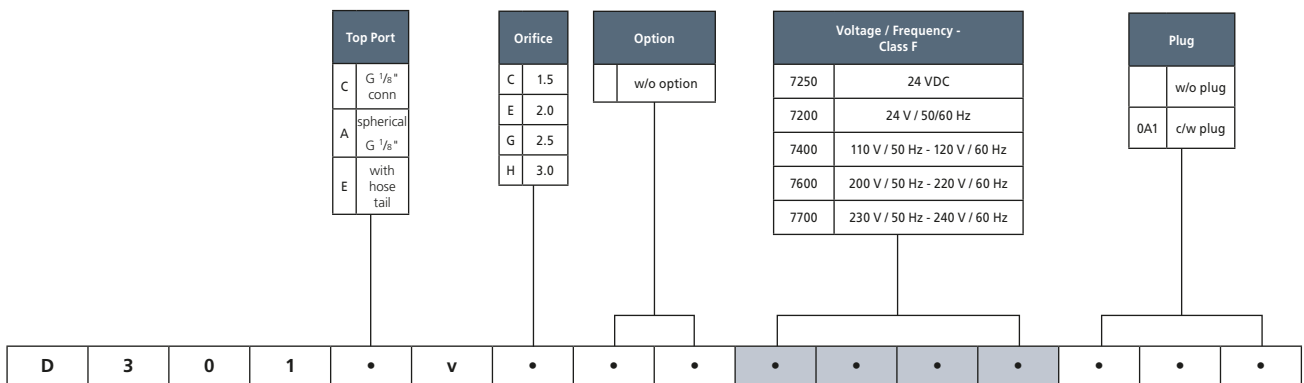 Top Port
C G 1/8" conn
A spherical G 1/8"
E with hose tail
Orifice
C 1.5
E 2.0
G 2.5
H 3.0
Option
w/o option
Voltage / Frequency -
Class F
7250 24 VDC
7200 24 V / 50/60 Hz
7400 110 V / 50 Hz - 120 V / 60 Hz
7600 200 V / 50 Hz - 220 V / 60 Hz
7700 230 V / 50 Hz - 240 V / 60 Hz
Plug
w/o plug
0A1 c/w plug
D 3 0 1 • v • • • • • • • • • •